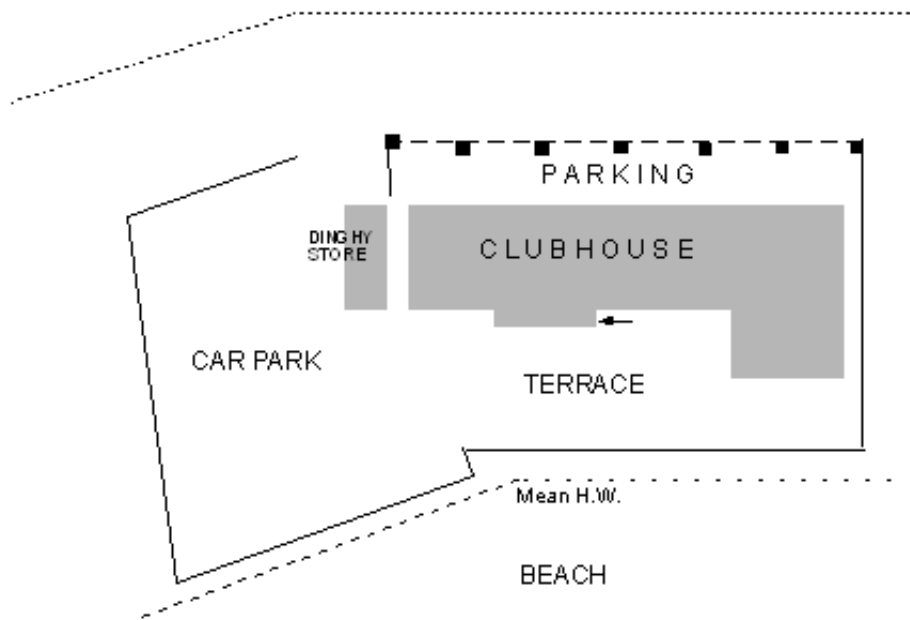 PARKING
DINGHY
STORE
CLUBHOUSE
CAR PARK
TERRACE
Mean H.W.
BEACH